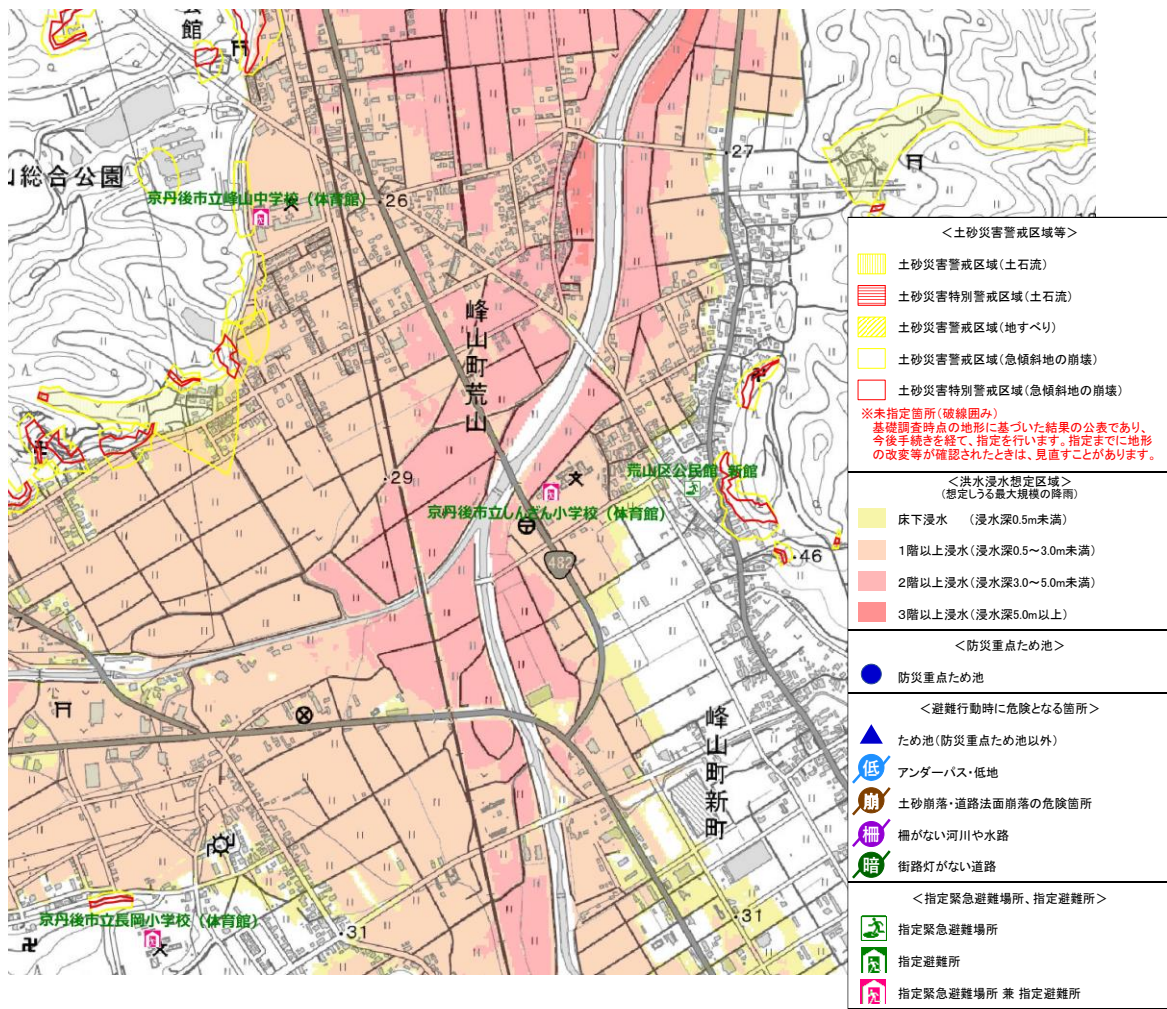 館
山総合公園
京丹後市立峰山中学校（体育館）
26
27
峰山町荒山
29
荒山区公民館 新館
京丹後市立しんざん小学校（体育館）
482
46
7
峰山町新町
京丹後市立長岡小学校（体育館）
31
31
＜土砂災害警戒区域等＞
土砂災害警戒区域（土石流）
土砂災害特別警戒区域（土石流）
土砂災害警戒区域（地すべり）
土砂災害警戒区域（急傾斜地の崩壊）
土砂災害特別警戒区域（急傾斜地の崩壊）
※未指定箇所（破線囲み）
基礎調査時点の地形に基づいた結果の公表であり、
今後手続きを経て、指定を行います。指定までに地形
の改変等が確認されたときは、見直すことがあります。
＜洪水浸水想定区域＞
（想定しうる最大規模の降雨）
床下浸水　（浸水深0.5m未満）
1階以上浸水（浸水深0.5～3.0m未満）
2階以上浸水（浸水深3.0～5.0m未満）
3階以上浸水（浸水深5.0m以上）
＜防災重点ため池＞
防災重点ため池
＜避難行動時に危険となる箇所＞
ため池（防災重点ため池以外）
低 アンダーパス・低地
崩 土砂崩落・道路法面崩落の危険箇所
柵 柵がない河川や水路
暗 街路灯がない道路
＜指定緊急避難場所、指定避難所＞
指定緊急避難場所
指定避難所
指定緊急避難場所 兼 指定避難所